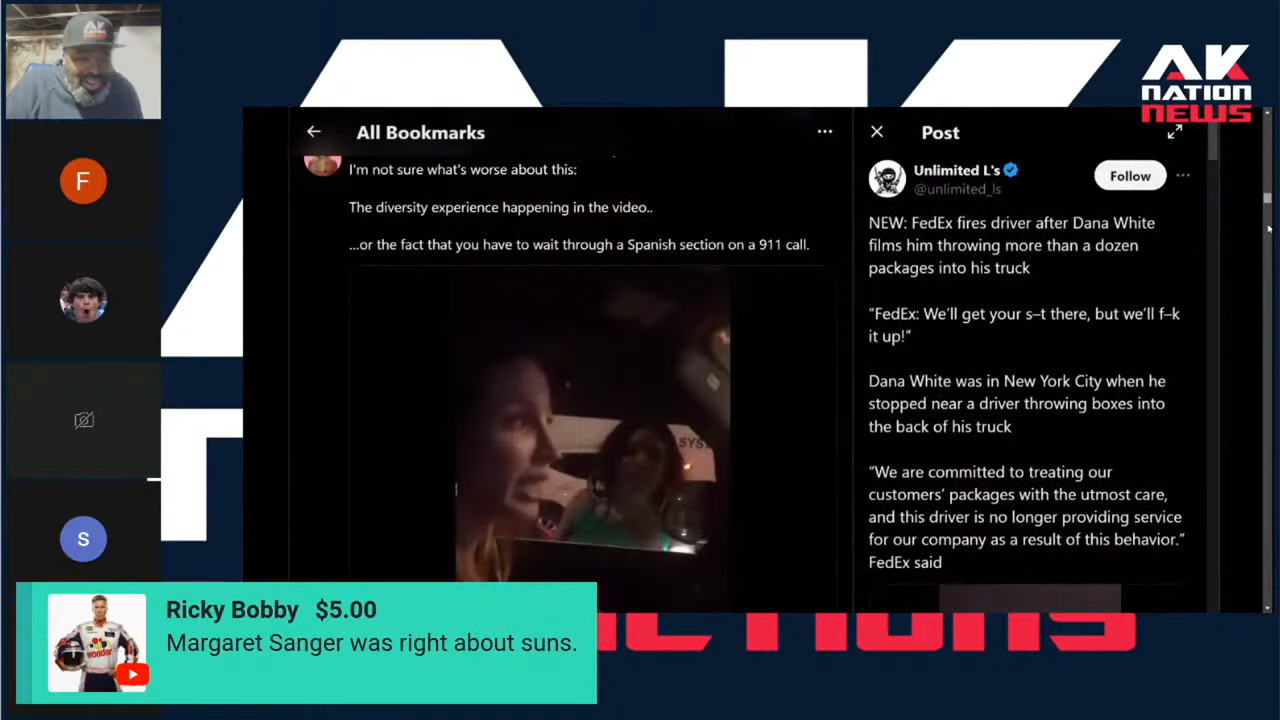 AK
NATION
NEWS
All Bookmarks
I'm not sure what's worse about this:
The diversity experience happening in the video..
...or the fact that you have to wait through a Spanish section on a 911 call.
SYST
Post
Unlimited L's
@unlimited_ls
Follow
NEW: FedEx fires driver after Dana White
films him throwing more than a dozen
packages into his truck
“FedEx: We'll get your s–t there, but we'll f–k
it up!”
Dana White was in New York City when he
stopped near a driver throwing boxes into
the back of his truck
“We are committed to treating our
customers' packages with the utmost care,
and this driver is no longer providing service
for our company as a result of this behavior.”
FedEx said
F
S
Ricky Bobby $5.00
Margaret Sanger was right about suns.
wonder